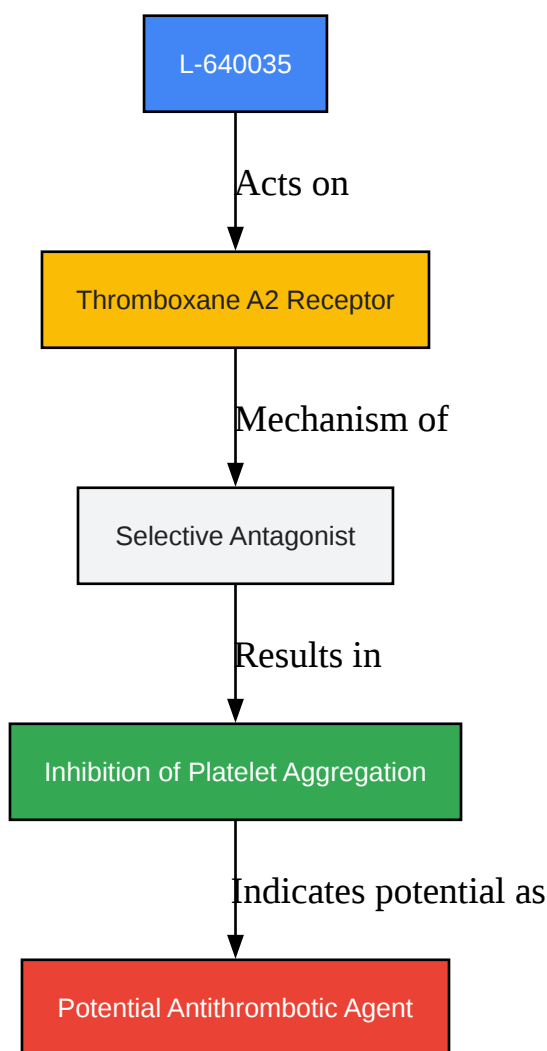 L-640035
Acts on
Thromboxane A2 Receptor
Mechanism of
Selective Antagonist
Results in
Inhibition of Platelet Aggregation
Indicates potential as
Potential Antithrombotic Agent